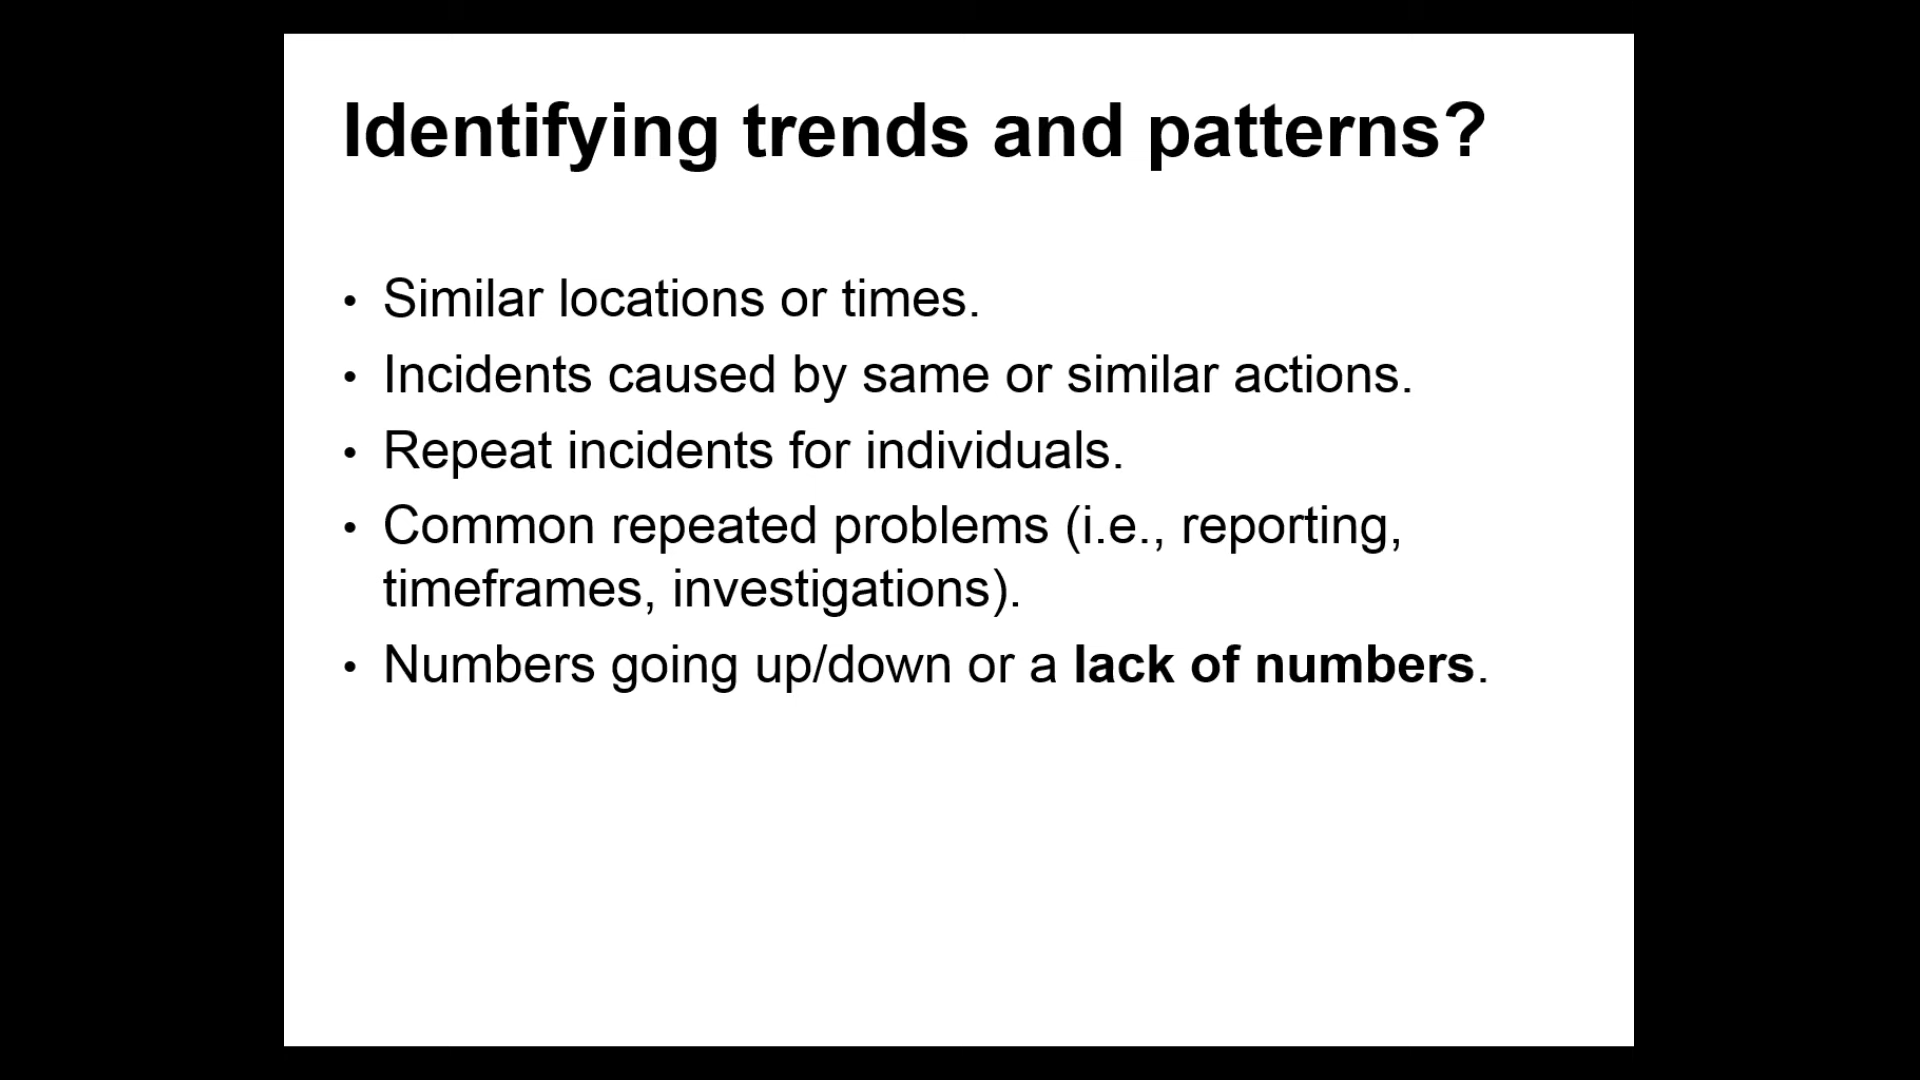 Identifying trends and patterns?
• Similar locations or times.
• Incidents caused by same or similar actions.
• Repeat incidents for individuals.
• Common repeated problems (i.e., reporting,
timeframes, investigations).
• Numbers going up/down or a lack of numbers.